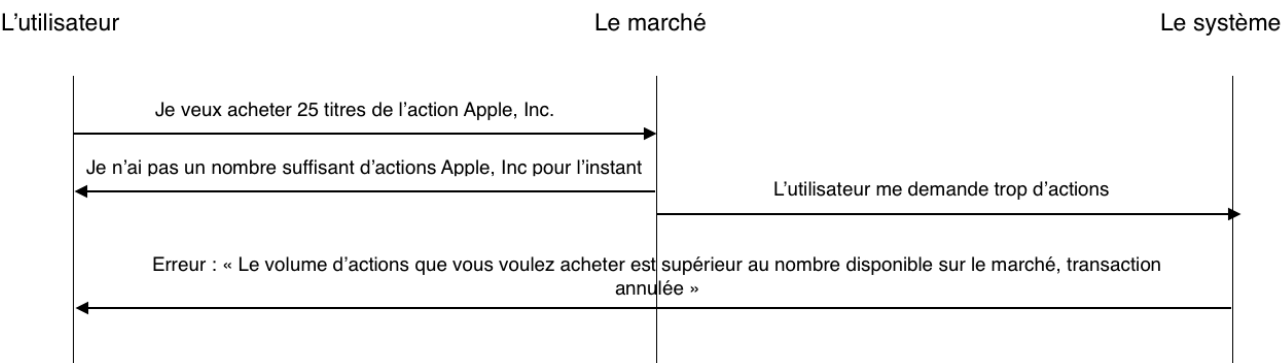 L'utilisateur
Le marché
Le système
Je veux acheter 25 titres de l'action Apple, Inc.
Je n'ai pas un nombre suffisant d'actions Apple, Inc pour l'instant
L'utilisateur me demande trop d'actions
Erreur : « Le volume d'actions que vous voulez acheter est supérieur au nombre disponible sur le marché, transaction
annulée »